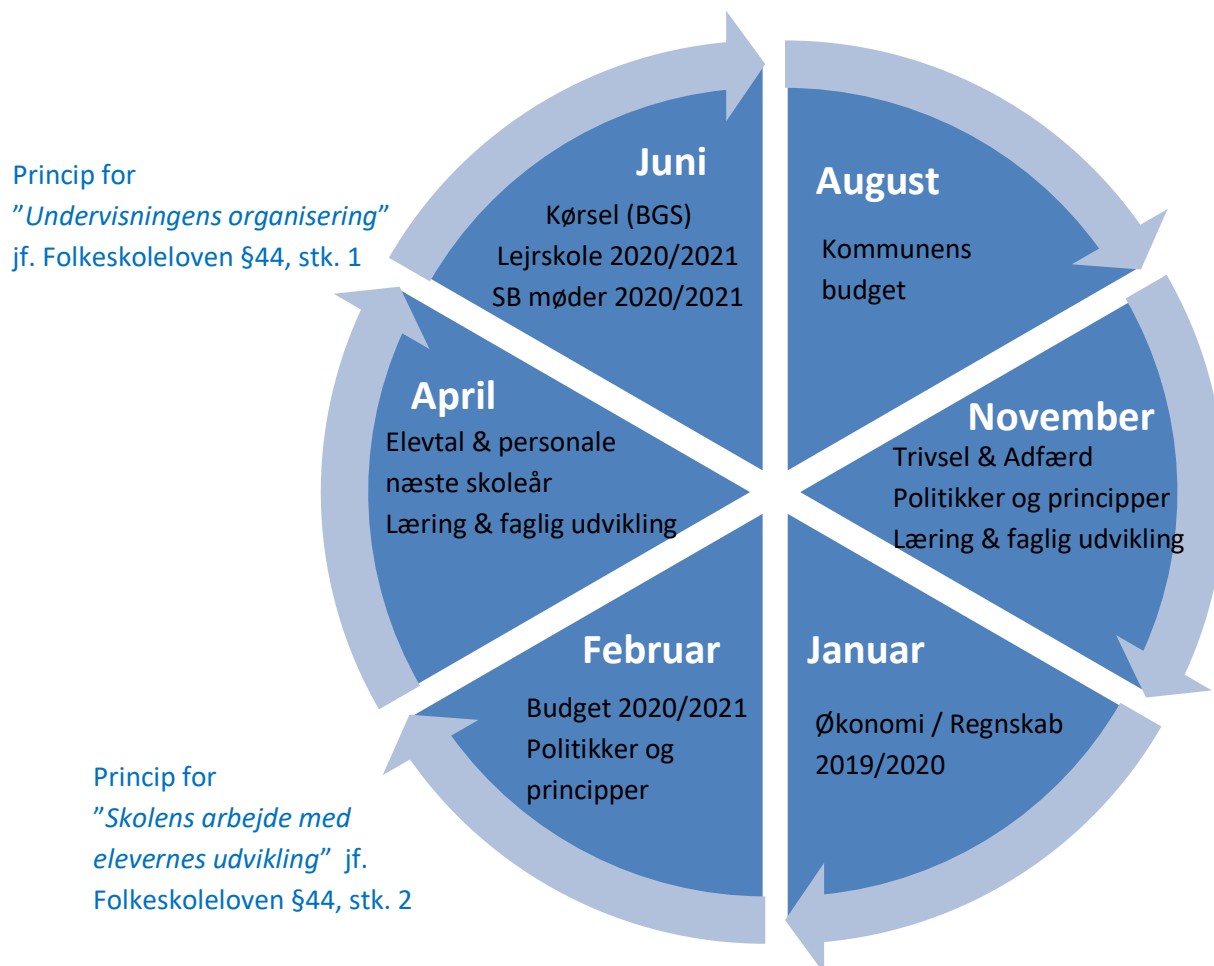 Juni
Kørsel (BGS)
Lejrskole 2020/2021
SB møder 2020/2021
August
Kommunens
budget
Princip for
”Undervisningens organisering”
jf. Folkeskoleloven §44, stk. 1
April
Elevtal & personale
næste skoleår
Læring & faglig udvikling
November
Trivsel & Adfærd
Politikker og principper
Læring & faglig udvikling
Februar
Budget 2020/2021
Politikker og
principper
Januar
Økonomi / Regnskab
2019/2020
Princip for
”Skolens arbejde med
elevernes udvikling” jf.
Folkeskoleloven §44, stk. 2